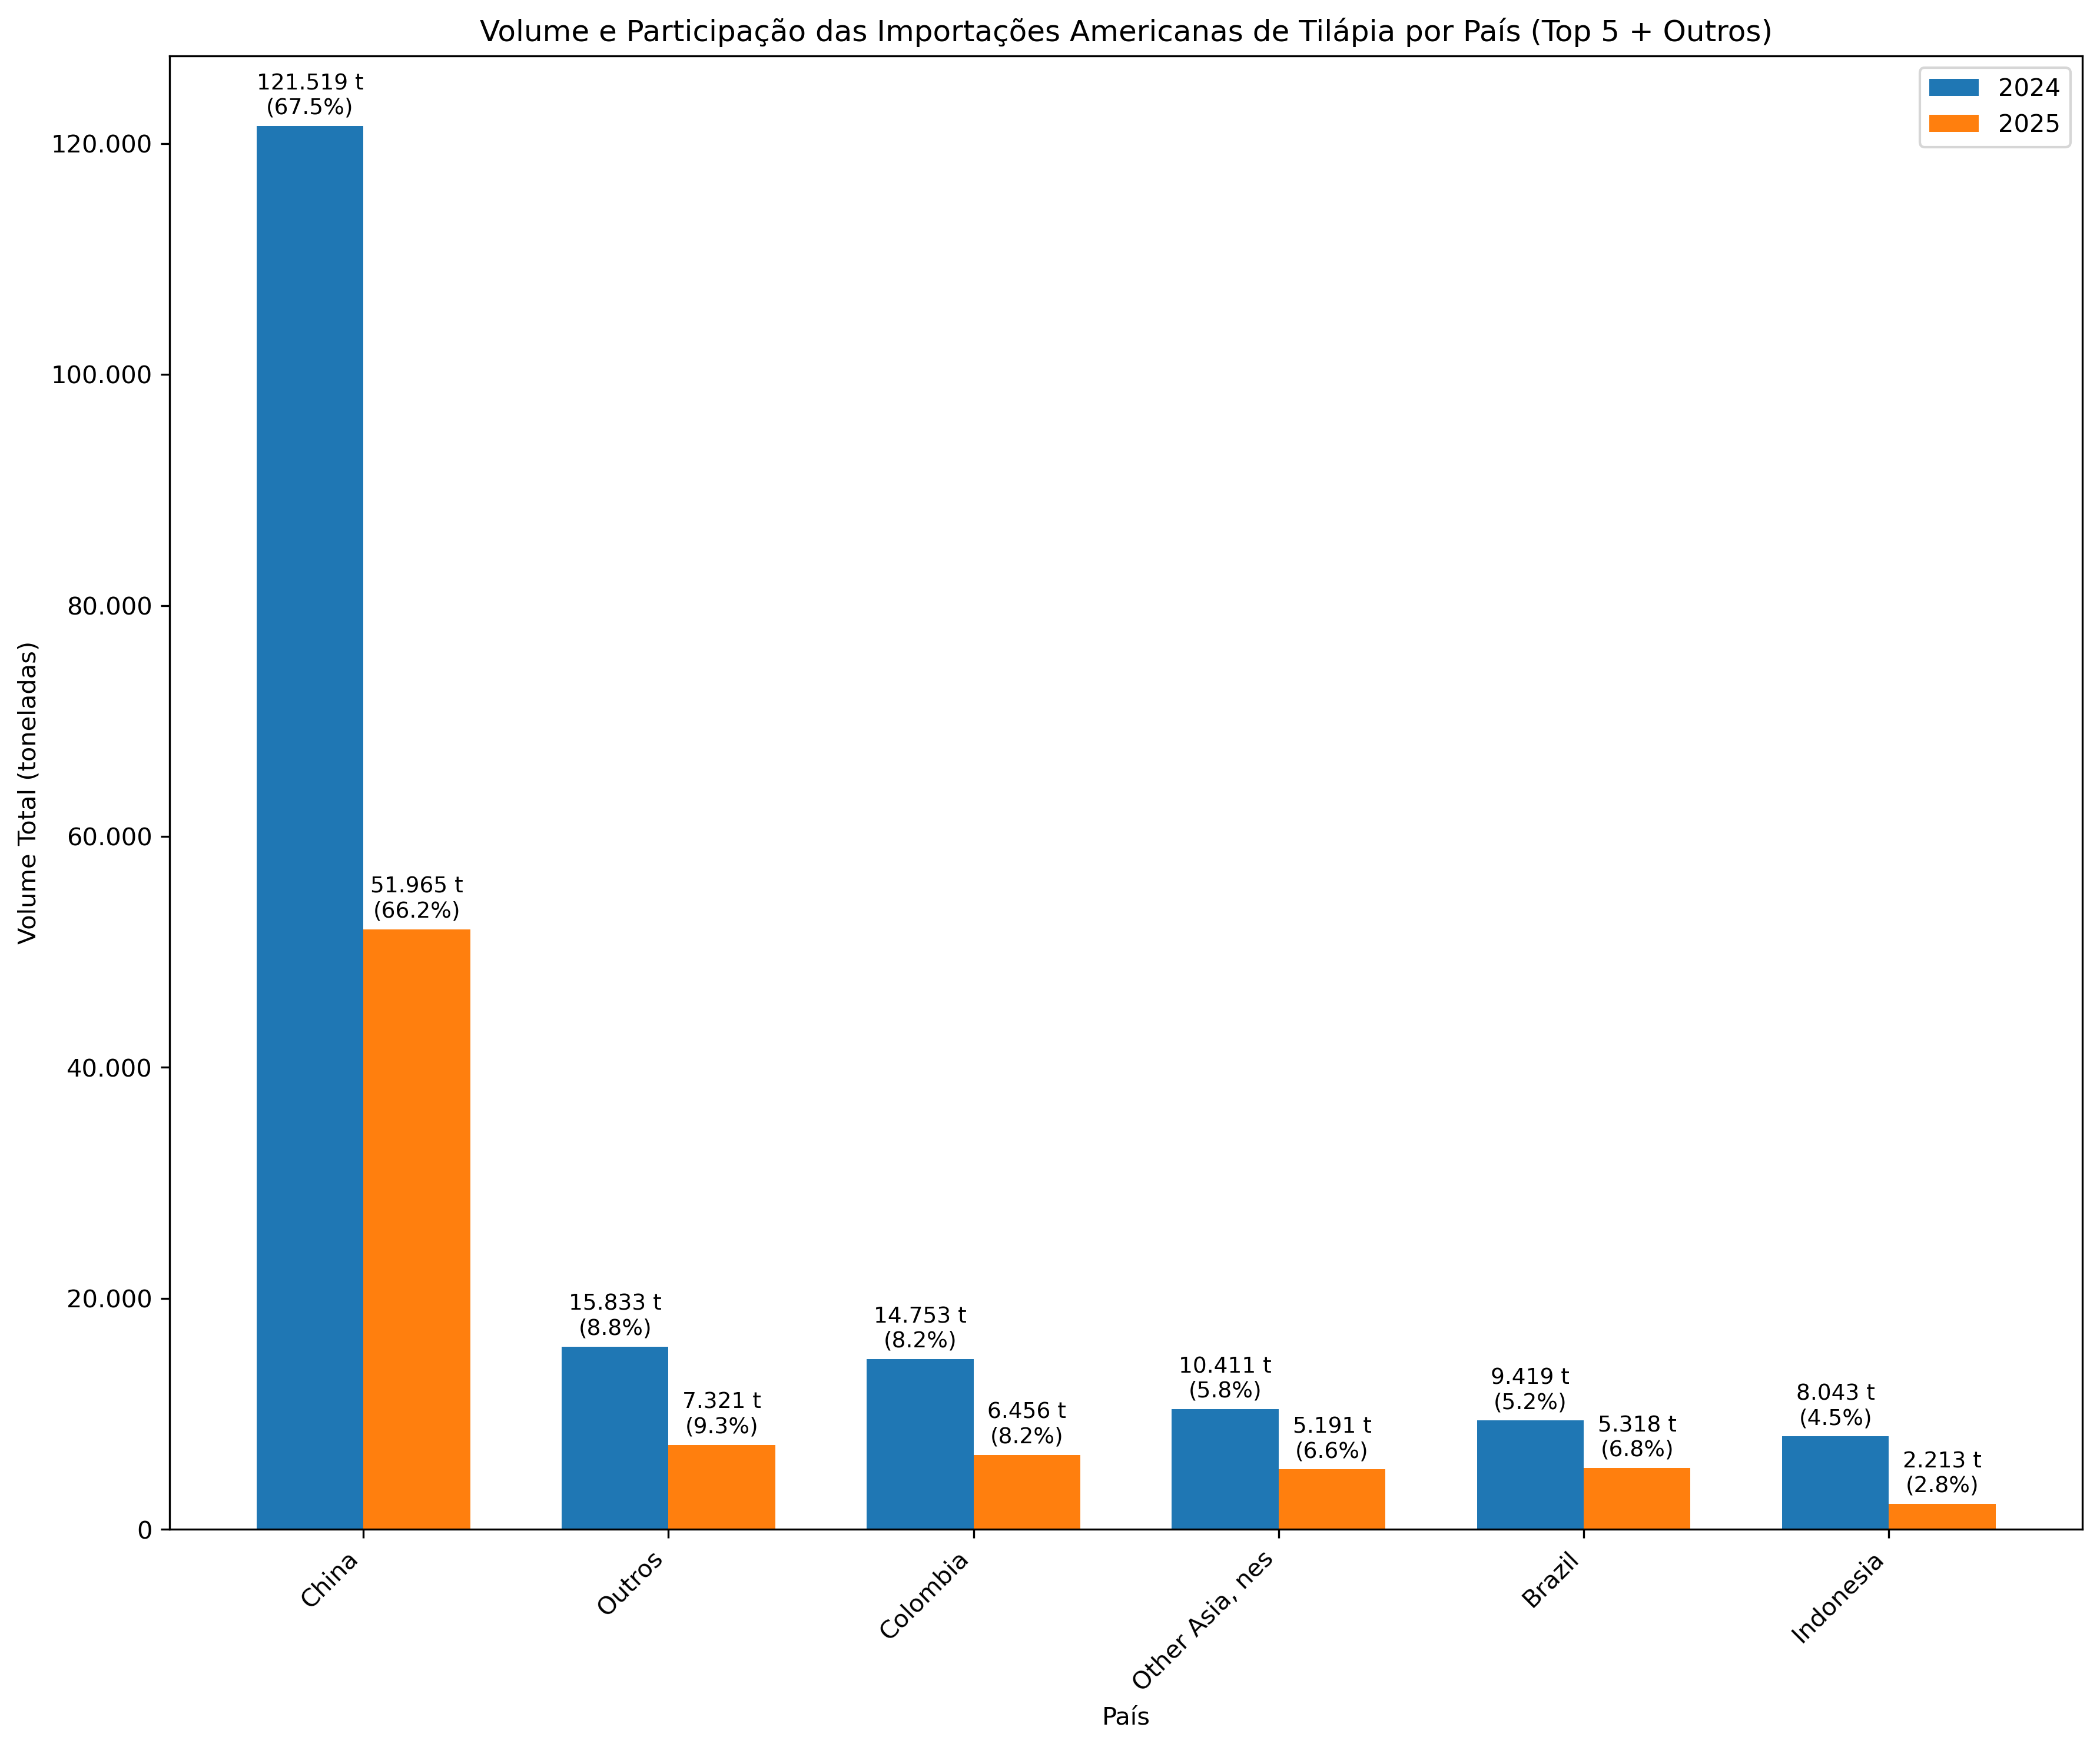 Volume e Participação das Importações Americanas de Tilápia por País (Top 5 + Outros)
2024
2025
Volume Total (toneladas)
120.000
100.000
80.000
60.000
40.000
20.000
0
121.519 t
(67.5%)
51.965 t
(66.2%)
15.833 t
(8.8%)
7.321 t
(9.3%)
14.753 t
(8.2%)
6.456 t
(8.2%)
10.411 t
(5.8%)
5.191 t
(6.6%)
9.419 t
(5.2%)
5.318 t
(6.8%)
8.043 t
(4.5%)
2.213 t
(2.8%)
China
Outros
Colombia
Other Asia, nes
Brazil
Indonesia
País